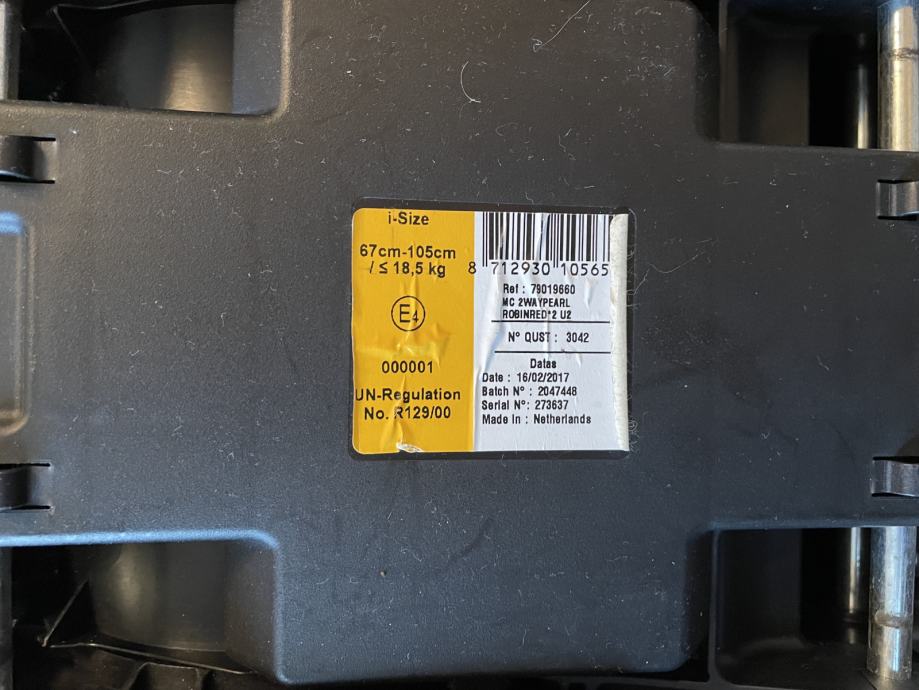 i-Size
67cm-105cm
/ ≤ 18,5 kg
E4
000001
UN-Regulation
No. R129/00
8 712930 10565
Ref : 79019660
MC 2WAYPEARL
ROBINRED*2 U2
N° QUST : 3042
Datas
Date : 16/02/2017
Batch N° : 2047448
Serial N°: 273637
Made In : Netherlands